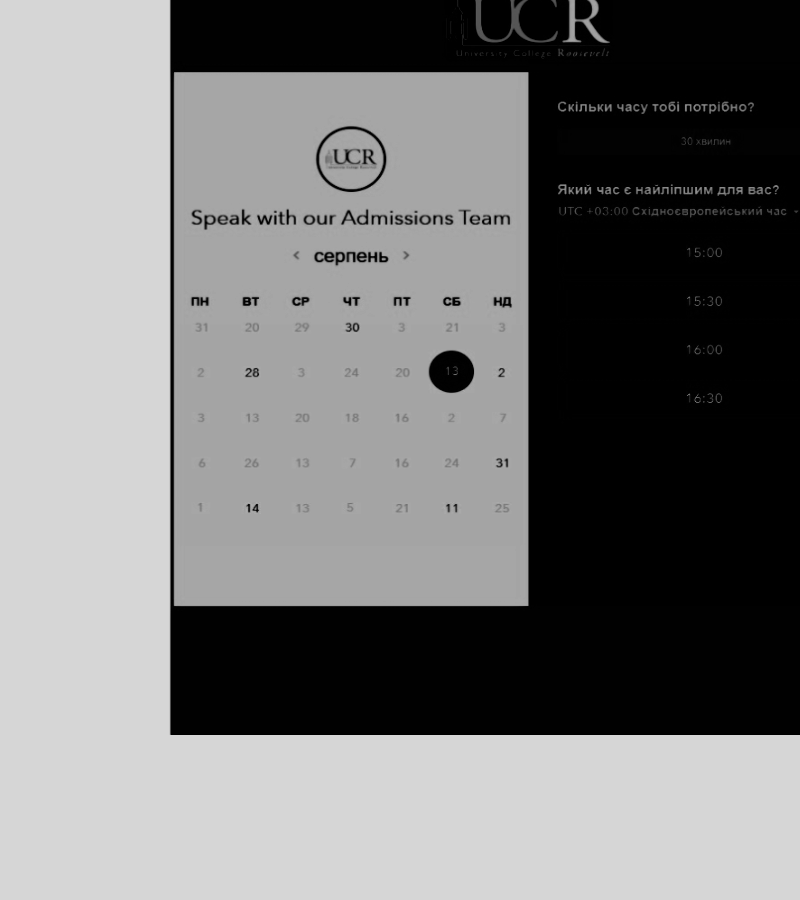 UCR
University College Roosevelt
UCR
Speak with our Admissions Team
< серпень >
ПН ВТ СР ЧТ ПТ СБ НД
31 20 29 30 3 21 3
2 28 3 24 20 13 2
3 13 20 18 16 2 7
6 26 13 7 16 24 31
1 14 13 5 21 11 25
Скільки часу тобі потрібно?
30 хвилин
Який час є найліпшим для вас?
UTC +03:00 Східноєвропейський час
15:00
15:30
16:00
16:30